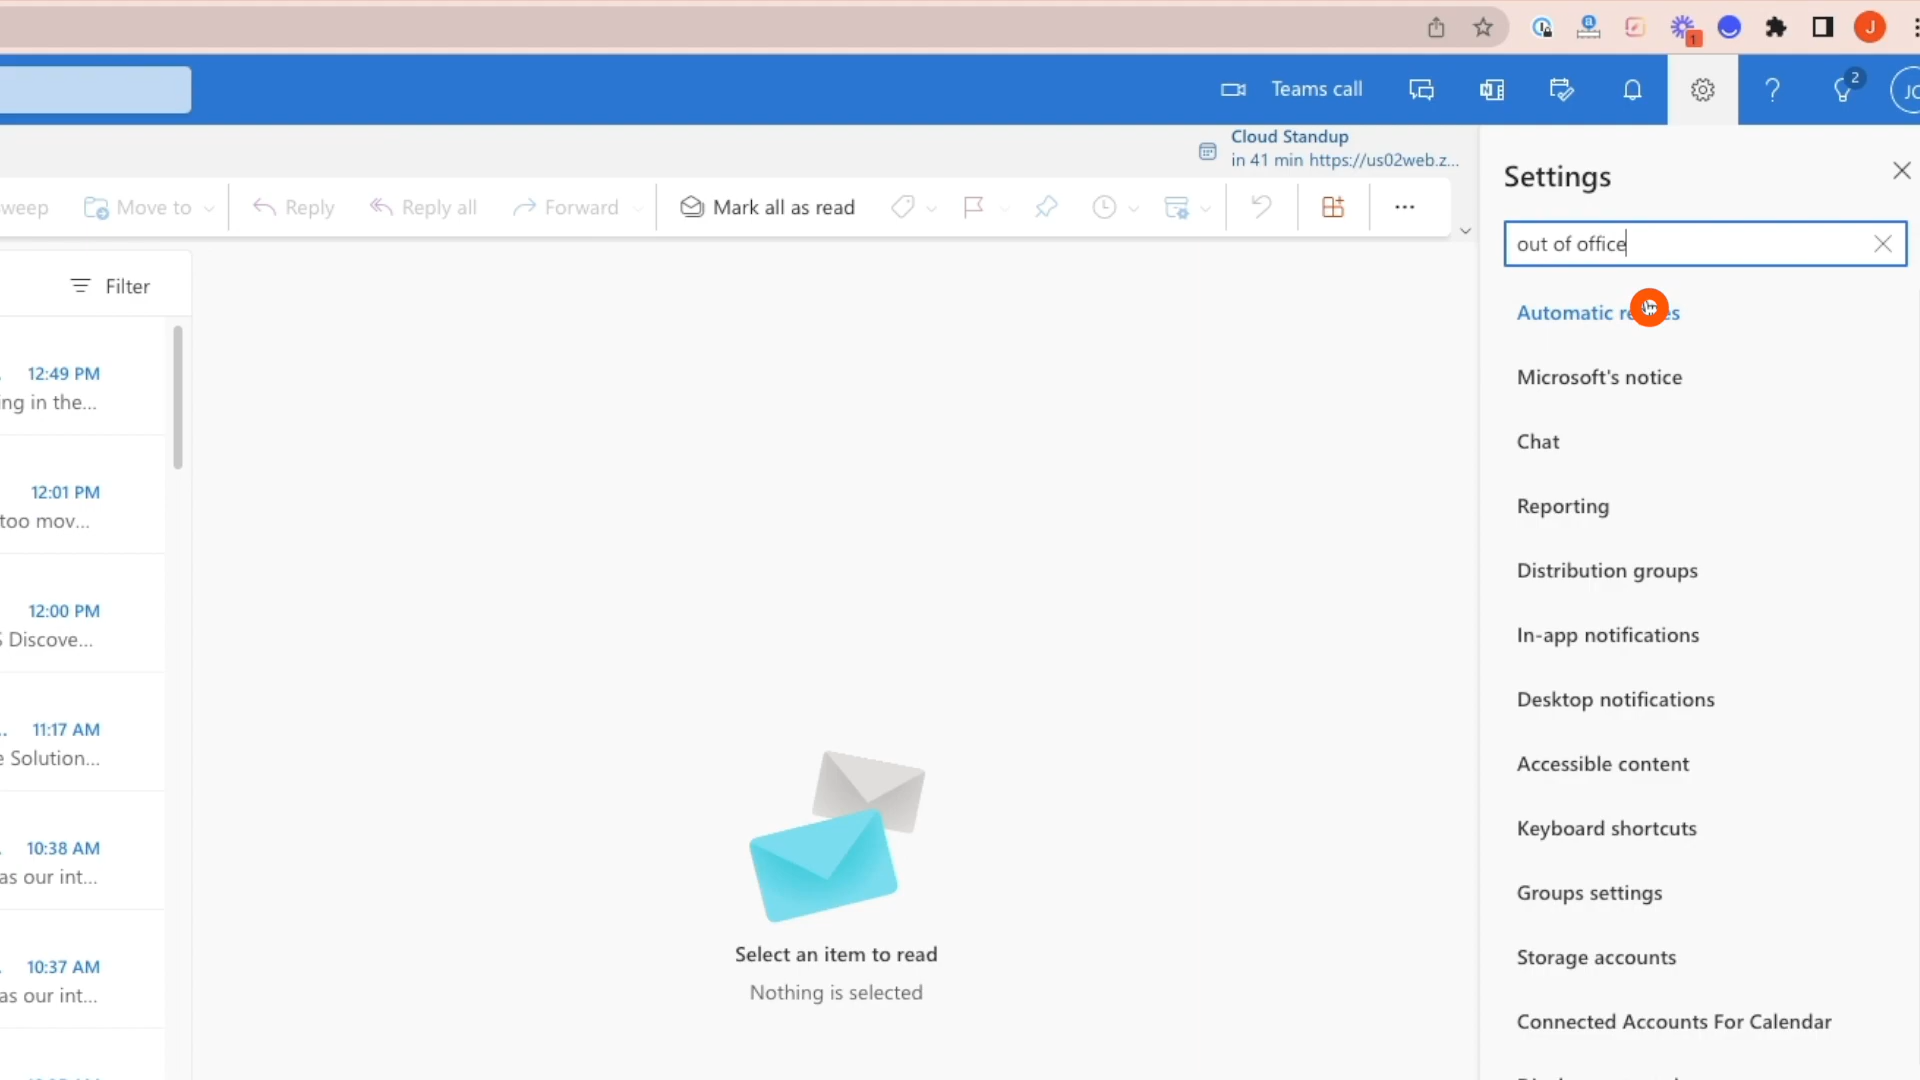 1
J
Teams call
2
JC
Cloud Standup
in 41 min https://us02web.z...
weep
Move to
Reply
Reply all
Forward
Mark all as read
...
Filter
12:49 PM
ing in the...
12:01 PM
too mov...
12:00 PM
S Discove...
11:17 AM
e Solution...
10:38 AM
as our int...
10:37 AM
as our int...
Select an item to read
Nothing is selected
Settings
out of office
Automatic
Microsoft's notice
Chat
Reporting
Distribution groups
In-app notifications
Desktop notifications
Accessible content
Keyboard shortcuts
Groups settings
Storage accounts
Connected Accounts For Calendar